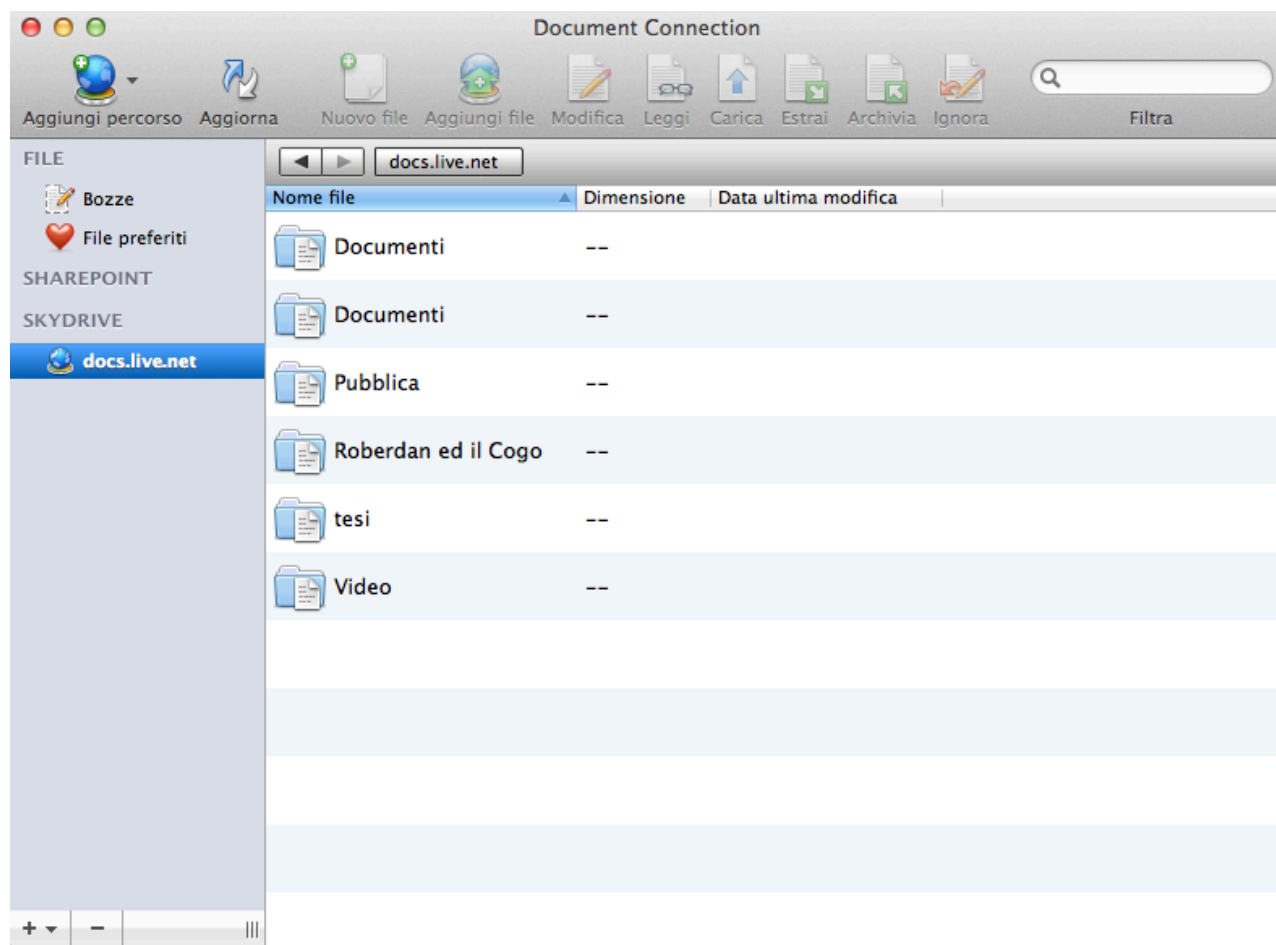 Document Connection
Aggiungi percorso Aggiorna Nuovo file Aggiungi file Modifica Leggi Carica Estrai Archivia Ignora Filtra
FILE
Bozze
File preferiti
SHAREPOINT
SKYDRIVE
docs.live.net
docs.live.net
Nome file Dimensione Data ultima modifica
Documenti --
Documenti --
Pubblica --
Roberdan ed il Cogo --
tesi --
Video --